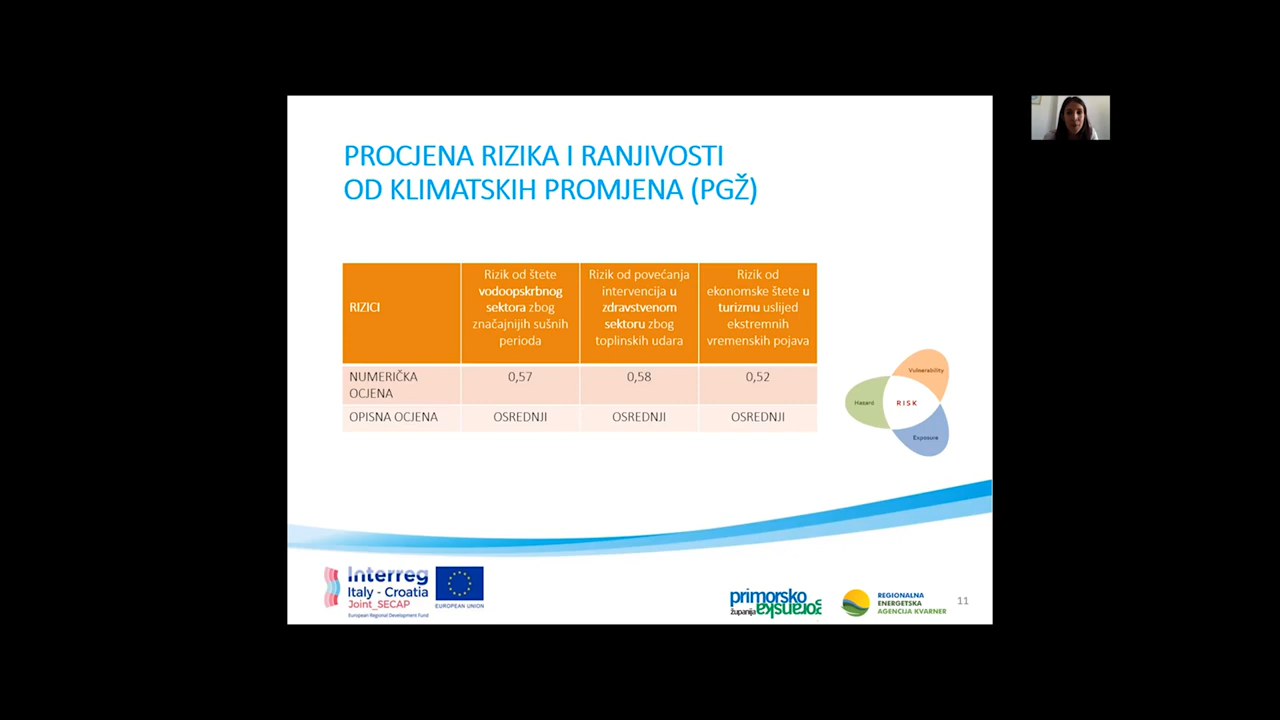 PROCJENA RIZIKA I RANJIVOSTI
OD KLIMATSKIH PROMJENA (PGŽ)
RIZICI
Rizik od štete
vodoopskrbnog
sektora zbog
značajnijih sušnih
perioda
Rizik od povećanja
intervencija u
zdravstvenom
sektoru zbog
toplinskih udara
Rizik od
ekonomske štete u
turizmu uslijed
ekstremnih
vremenskih pojava
NUMERIČKA
OCJENA
0,57
0,58
0,52
OPISNA OCJENA
OSREDNJI
OSREDNJI
OSREDNJI
Vulnerability
Hazard
RISK
Exposure
Interreg
Italy - Croatia
Joint_SECAP
European Regional Development Fund
EUROPEAN UNION
primorsko
goranska
županija
REGIONALNA
ENERGETSKA
AGENCIJA KVARNER
11